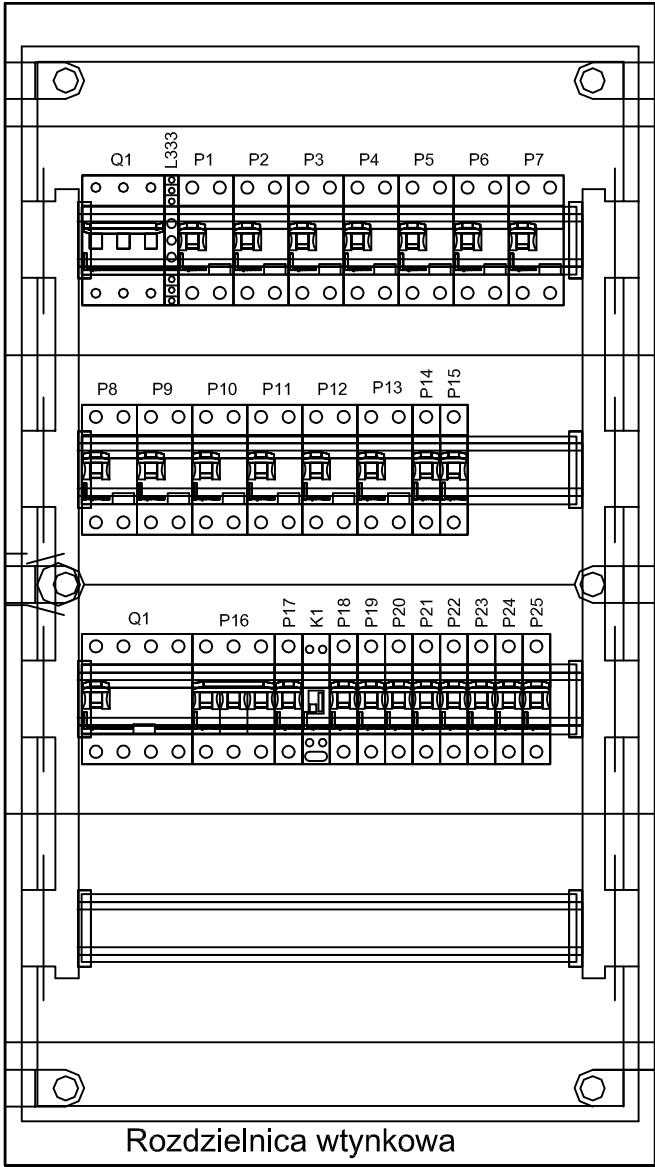 Q1 L333 P1 P2 P3 P4 P5 P6 P7
P8 P9 P10 P11 P12 P13 P14 P15
Q1 P16 P17 K1 P18 P19 P20 P21 P22 P23 P24 P25
Rozdzielnica wtynkowa